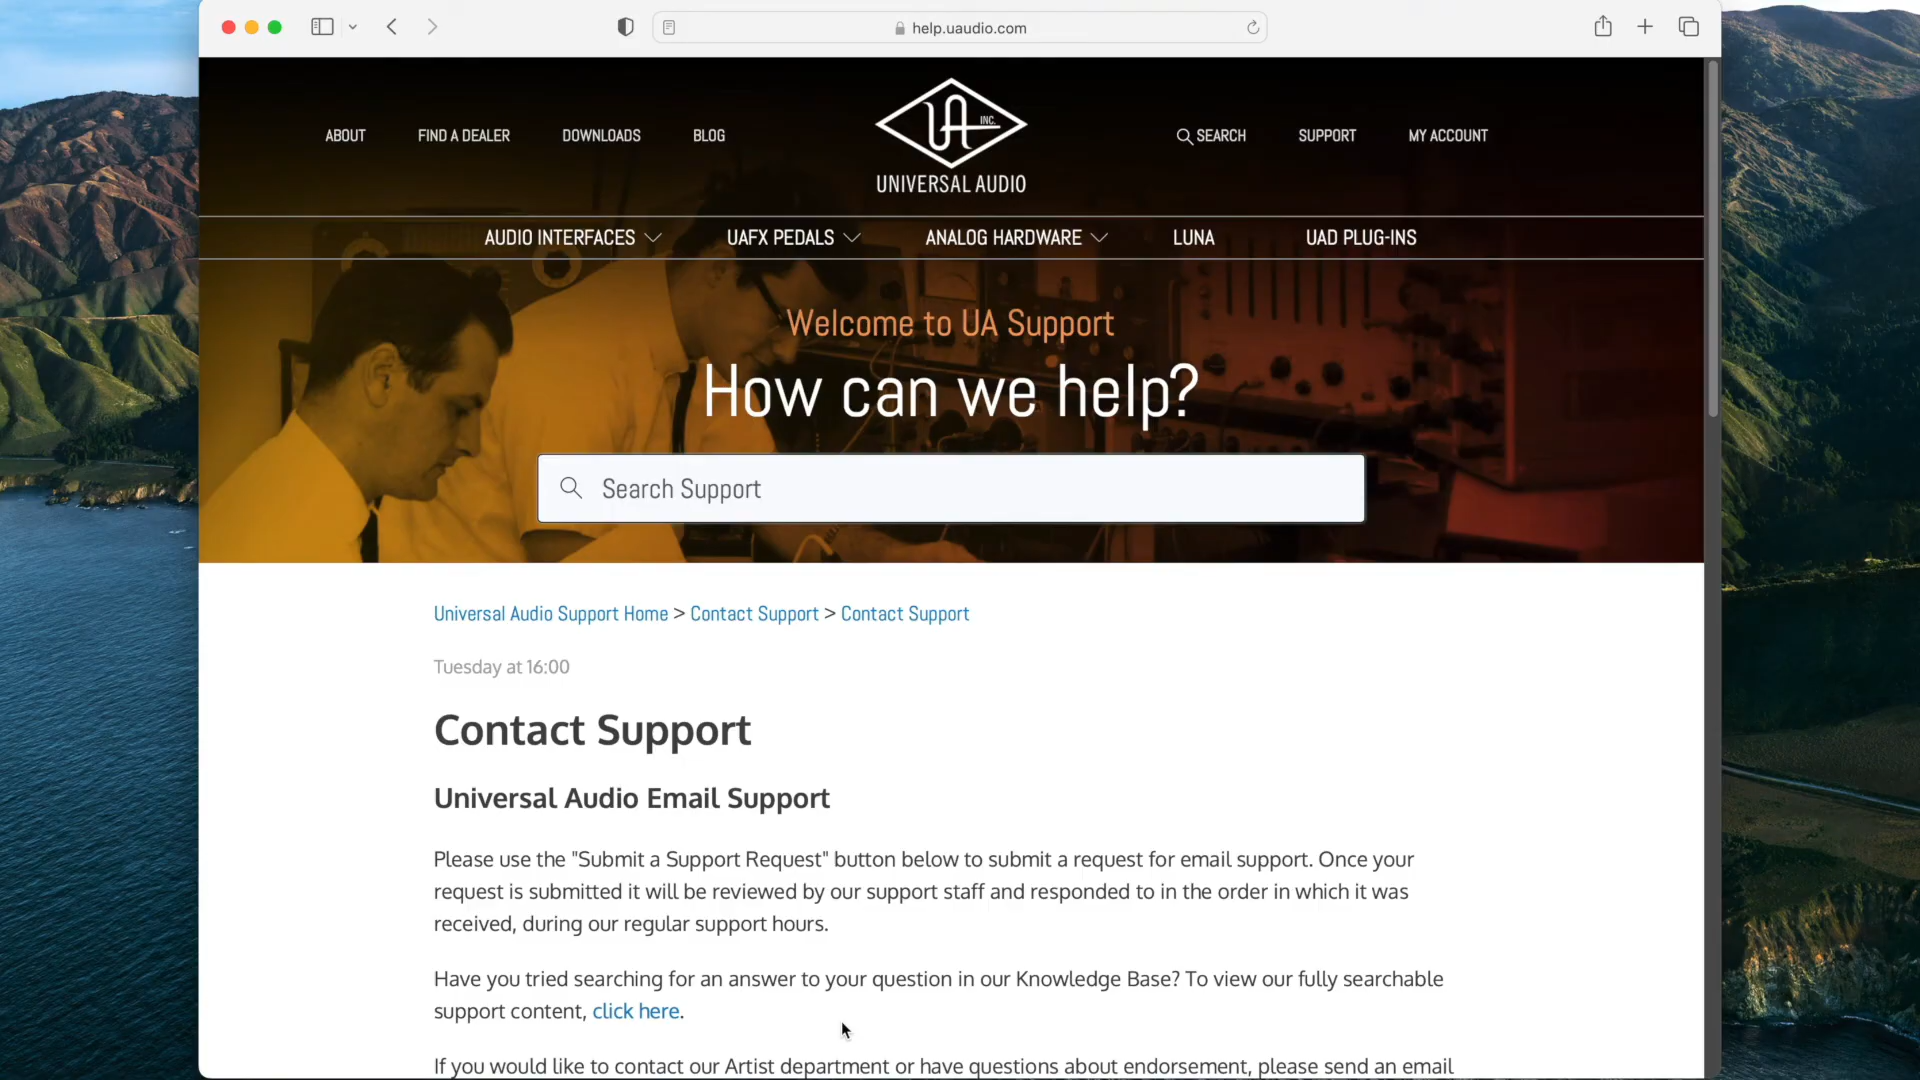 help.uaudio.com
ABOUT FIND A DEALER DOWNLOADS BLOG
UA INC.
UNIVERSAL AUDIO
SEARCH SUPPORT MY ACCOUNT
AUDIO INTERFACES UAFX PEDALS ANALOG HARDWARE LUNA UAD PLUG-INS
Welcome to UA Support
How can we help?
Search Support
Universal Audio Support Home > Contact Support > Contact Support
Tuesday at 16:00
Contact Support
Universal Audio Email Support
Please use the "Submit a Support Request" button below to submit a request for email support. Once your
request is submitted it will be reviewed by our support staff and responded to in the order in which it was
received, during our regular support hours.
Have you tried searching for an answer to your question in our Knowledge Base? To view our fully searchable
support content, click here.
If you would like to contact our Artist department or have questions about endorsement, please send an email